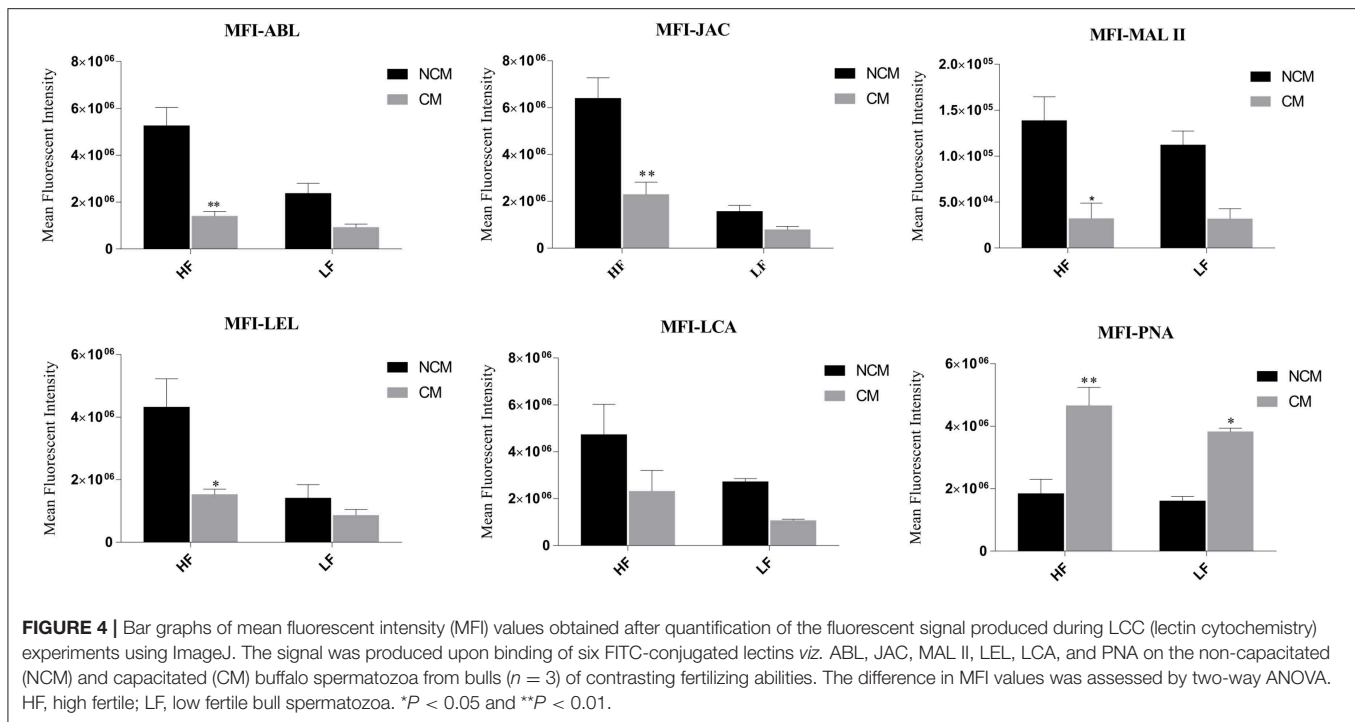 MFI-ABL
Mean Fluorescent Intensity
8×10⁰⁶
6×10⁰⁶
4×10⁰⁶
2×10⁰⁶
0
**
HF
LF
NCM
CM
MFI-JAC
Mean Fluorescent Intensity
8×10⁰⁶
6×10⁰⁶
4×10⁰⁶
2×10⁰⁶
0
**
HF
LF
NCM
CM
MFI-MAL II
Mean Fluorescent Intensity
2.0×10⁰⁵
1.5×10⁰⁵
1.0×10⁰⁵
5.0×10⁰⁴
0
*
HF
LF
NCM
CM
MFI-LEL
Mean Fluorescent Intensity
6×10⁰⁶
4×10⁰⁶
2×10⁰⁶
0
*
HF
LF
NCM
CM
MFI-LCA
Mean Fluorescent Intensity
8×10⁰⁶
6×10⁰⁶
4×10⁰⁶
2×10⁰⁶
0
HF
LF
NCM
CM
MFI-PNA
Mean Fluorescent Intensity
6×10⁰⁶
4×10⁰⁶
2×10⁰⁶
0
**
*
HF
LF
NCM
CM
FIGURE 4 | Bar graphs of mean fluorescent intensity (MFI) values obtained after quantification of the fluorescent signal produced during LCC (lectin cytochemistry)
experiments using ImageJ. The signal was produced upon binding of six FITC-conjugated lectins viz. ABL, JAC, MAL II, LEL, LCA, and PNA on the non-capacitated
(NCM) and capacitated (CM) buffalo spermatozoa from bulls (n = 3) of contrasting fertilizing abilities. The difference in MFI values was assessed by two-way ANOVA.
HF, high fertile; LF, low fertile bull spermatozoa. *P < 0.05 and **P < 0.01.